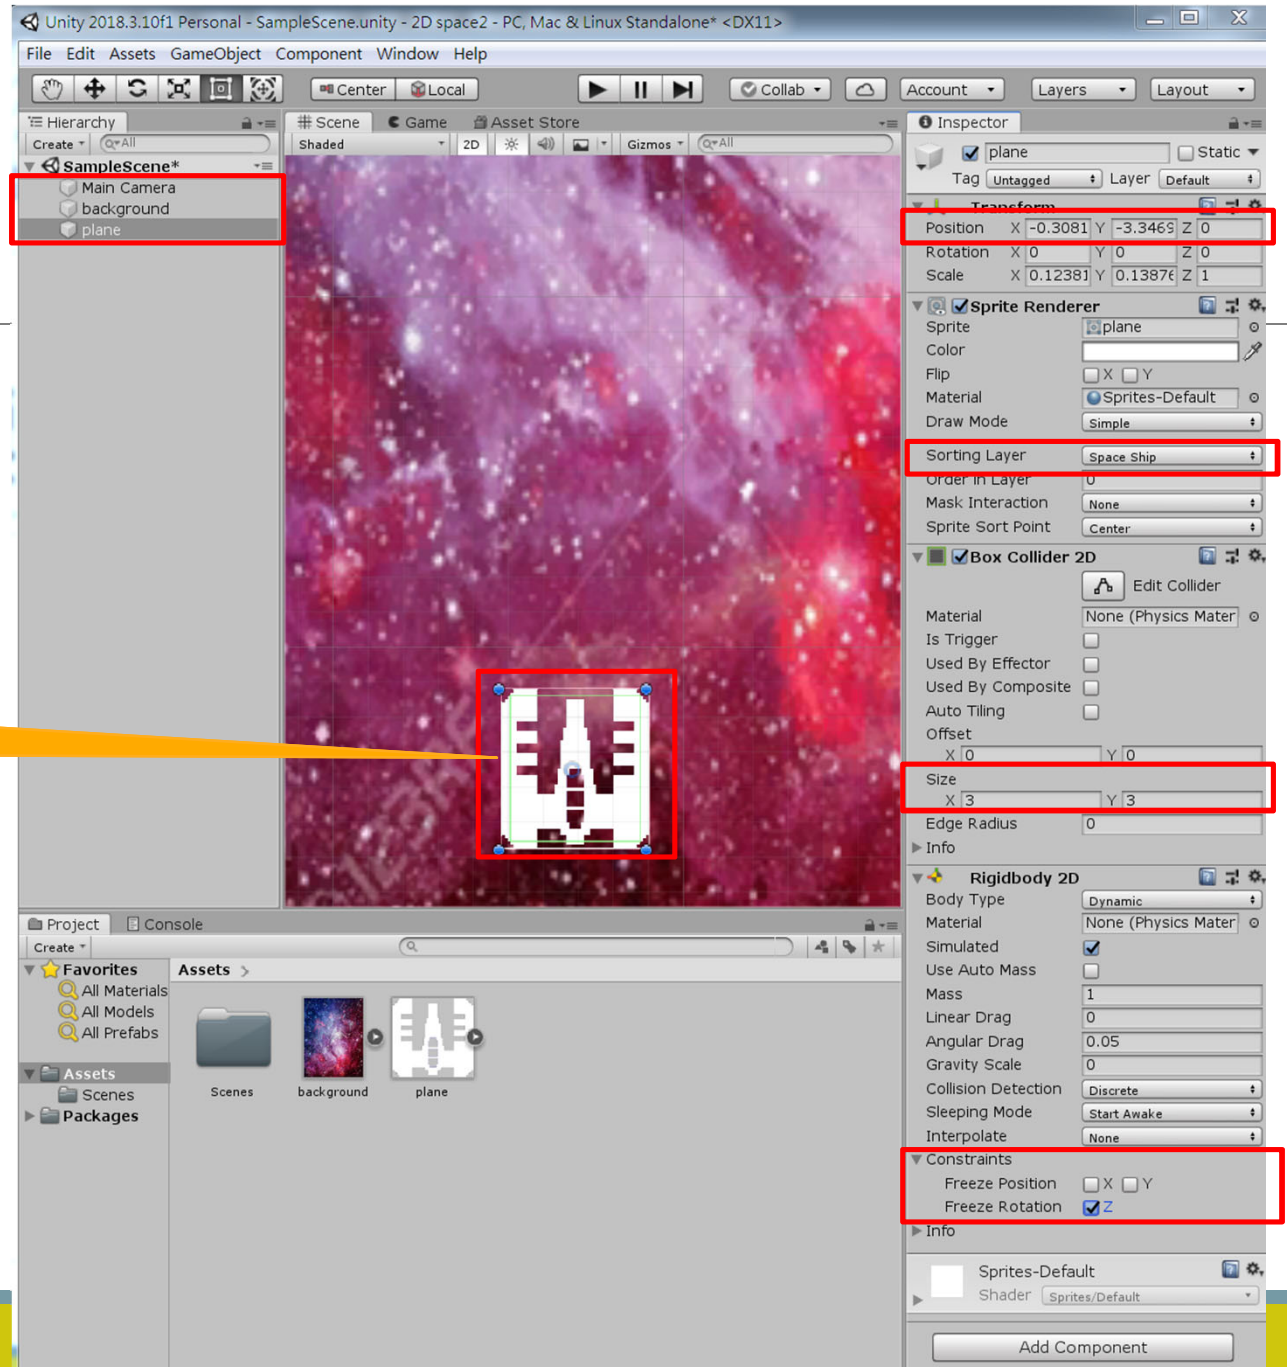 Unity 2018.3.10f1 Personal - SampleScene.unity - 2D space2 - PC, Mac & Linux Standalone* <DX11>
File Edit Assets GameObject Component Window Help
Center Local Collab Account Layers Layout
Hierarchy
Create All
SampleScene*
Main Camera
background
plane
Scene Game Asset Store
Shaded 2D Gizmos All
Inspector
plane Static
Tag Untagged Layer Default
Transform
Position X -0.3081 Y -3.3469 Z 0
Rotation X 0 Y 0 Z 0
Scale X 0.12381 Y 0.13876 Z 1
Sprite Renderer
Sprite plane
Color
Flip X Y
Material Sprites-Default
Draw Mode Simple
Sorting Layer Space Ship
Order in Layer 0
Mask Interaction None
Sprite Sort Point Center
Box Collider 2D
Edit Collider
Material None (Physics Mater
Is Trigger
Used By Effector
Used By Composite
Auto Tiling
Offset
X 0 Y 0
Size
X 3 Y 3
Edge Radius 0
Info
Rigidbody 2D
Body Type Dynamic
Material None (Physics Mater
Simulated
Use Auto Mass
Mass 1
Linear Drag 0
Angular Drag 0.05
Gravity Scale 0
Collision Detection Discrete
Sleeping Mode Start Awake
Interpolate None
Constraints
Freeze Position X Y
Freeze Rotation Z
Info
Sprites-Default
Shader Sprites/Default
Add Component
Project Console
Create
Favorites
All Materials
All Models
All Prefabs
Assets
Scenes
Packages
Assets >
Scenes background plane